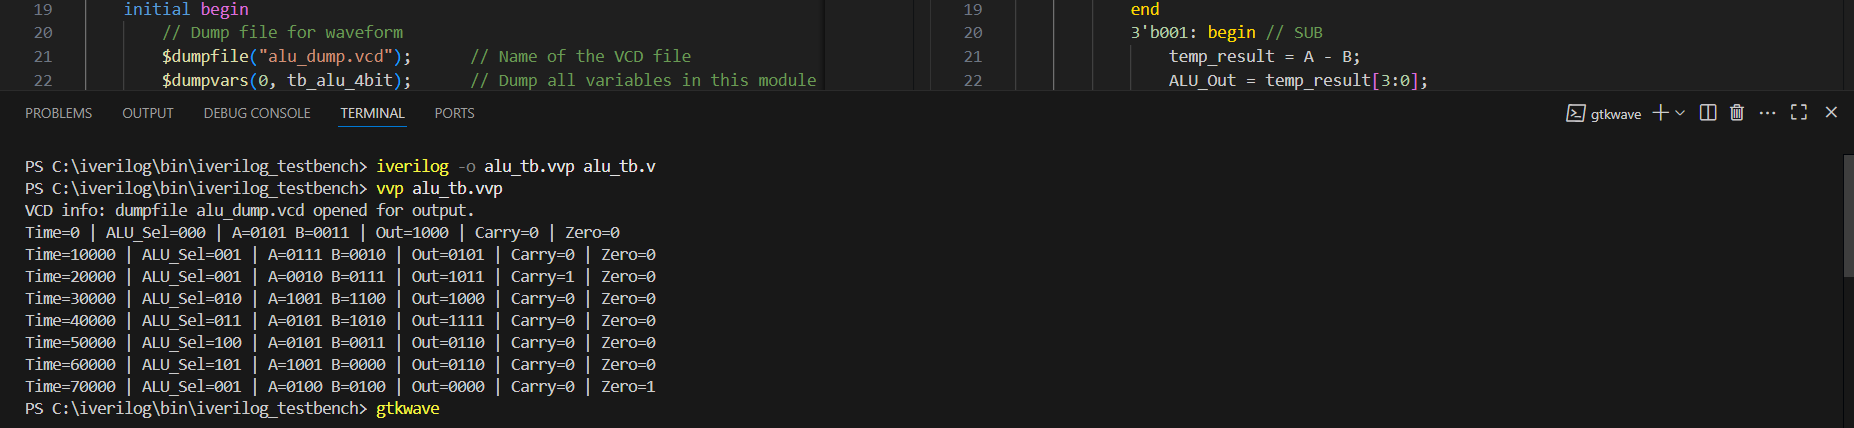 19 initial begin
20 // Dump file for waveform
21 $dumpfile("alu_dump.vcd"); // Name of the VCD file
22 $dumpvars(0, tb_alu_4bit); // Dump all variables in this module
19 end
20 3'b001: begin // SUB
21 temp_result = A - B;
22 ALU_Out = temp_result[3:0];
PROBLEMS OUTPUT DEBUG CONSOLE TERMINAL PORTS
gtkwave
PS C:\iverilog\bin\iverilog_testbench> iverilog -o alu_tb.vvp alu_tb.v
PS C:\iverilog\bin\iverilog_testbench> vvp alu_tb.vvp
VCD info: dumpfile alu_dump.vcd opened for output.
Time=0 | ALU_Sel=000 | A=0101 B=0011 | Out=1000 | Carry=0 | Zero=0
Time=10000 | ALU_Sel=001 | A=0111 B=0010 | Out=0101 | Carry=0 | Zero=0
Time=20000 | ALU_Sel=001 | A=0010 B=0111 | Out=1011 | Carry=1 | Zero=0
Time=30000 | ALU_Sel=010 | A=1001 B=1100 | Out=1000 | Carry=0 | Zero=0
Time=40000 | ALU_Sel=011 | A=0101 B=1010 | Out=1111 | Carry=0 | Zero=0
Time=50000 | ALU_Sel=100 | A=0101 B=0011 | Out=0110 | Carry=0 | Zero=0
Time=60000 | ALU_Sel=101 | A=1001 B=0000 | Out=0110 | Carry=0 | Zero=0
Time=70000 | ALU_Sel=001 | A=0100 B=0100 | Out=0000 | Carry=0 | Zero=1
PS C:\iverilog\bin\iverilog_testbench> gtkwave